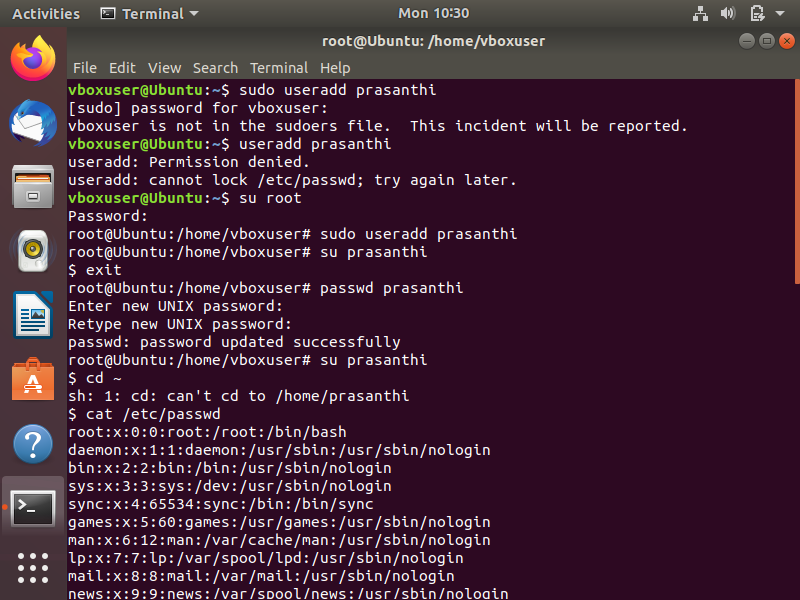 Activities Terminal Mon 10:30
root@Ubuntu: /home/vboxuser
File Edit View Search Terminal Help
vboxuser@Ubuntu:~$ sudo useradd prasanthi
[sudo] password for vboxuser:
vboxuser is not in the sudoers file.  This incident will be reported.
vboxuser@Ubuntu:~$ useradd prasanthi
useradd: Permission denied.
useradd: cannot lock /etc/passwd; try again later.
vboxuser@Ubuntu:~$ su root
Password:
root@Ubuntu:/home/vboxuser# sudo useradd prasanthi
root@Ubuntu:/home/vboxuser# su prasanthi
$ exit
root@Ubuntu:/home/vboxuser# passwd prasanthi
Enter new UNIX password:
Retype new UNIX password:
passwd: password updated successfully
root@Ubuntu:/home/vboxuser# su prasanthi
$ cd ~
sh: 1: cd: can't cd to /home/prasanthi
$ cat /etc/passwd
root:x:0:0:root:/root:/bin/bash
daemon:x:1:1:daemon:/usr/sbin:/usr/sbin/nologin
bin:x:2:2:bin:/bin:/usr/sbin/nologin
sys:x:3:3:sys:/dev:/usr/sbin/nologin
sync:x:4:65534:sync:/bin:/bin/sync
games:x:5:60:games:/usr/games:/usr/sbin/nologin
man:x:6:12:man:/var/cache/man:/usr/sbin/nologin
lp:x:7:7:lp:/var/spool/lpd:/usr/sbin/nologin
mail:x:8:8:mail:/var/mail:/usr/sbin/nologin
news:x:9:9:news:/var/spool/news:/usr/sbin/nologin